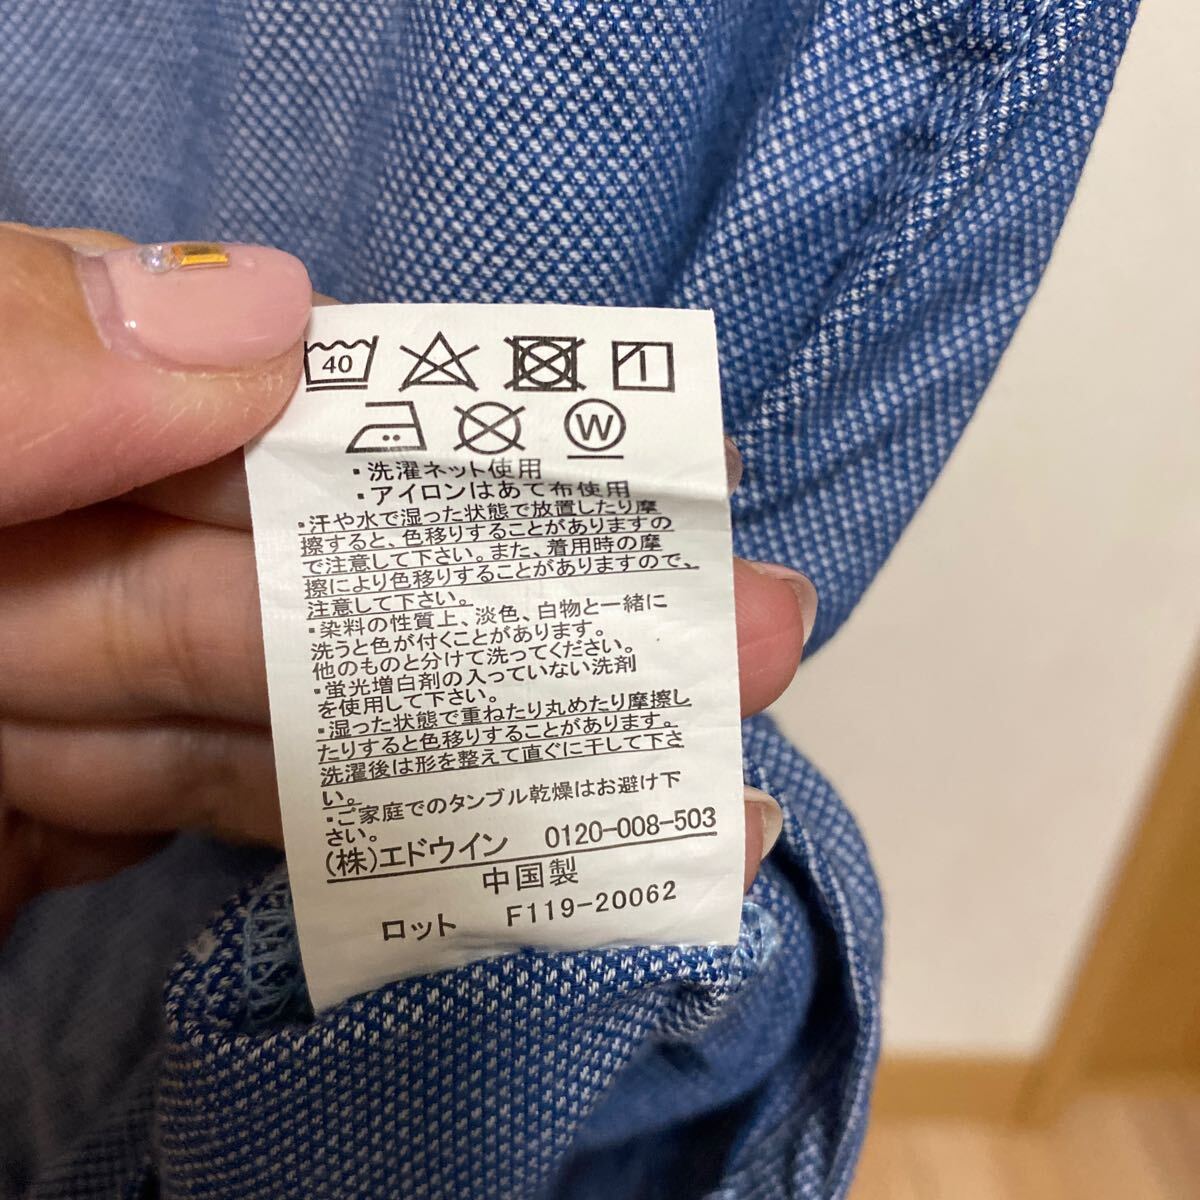 40
W
・洗濯ネット使用
・アイロンはあて布使用
・汗や水で湿った状態で放置したり摩
擦すると、色移りすることがありますの
で注意して下さい。また、着用時の摩
擦により色移りすることがありますので、
注意して下さい。
・染料の性質上、淡色、白物と一緒に
洗うと色が付くことがあります。
他のものと分けて洗ってください。
・蛍光増白剤の入っていない洗剤
を使用して下さい。
・湿った状態で重ねたり丸めたり摩擦し
たりすると色移りすることがあります。
洗濯後は形を整えて直ぐに干して下さ
い。
・ご家庭でのタンブル乾燥はお避け下
さい。
(株)エドウイン 0120-008-503
中国製
ロット F119-20062